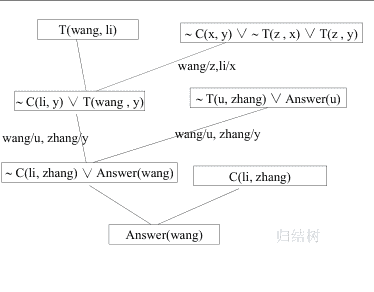 T(wang, li)
~ C(x, y) ∨ ~ T(z , x) ∨ T(z , y)
wang/z,li/x
~ C(li, y) ∨ T(wang , y)
~ T(u, zhang) ∨ Answer(u)
wang/u, zhang/y
wang/u, zhang/y
~ C(li, zhang) ∨ Answer(wang)
C(li, zhang)
Answer(wang)
归结树